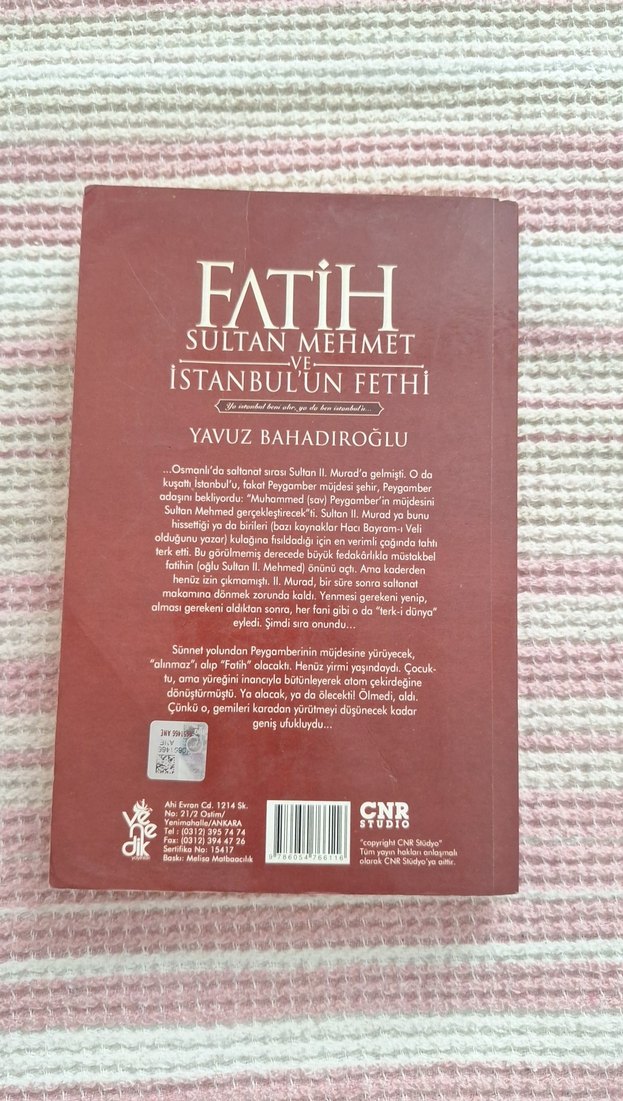 FATİH
SULTAN MEHMET
VE
İSTANBUL'UN FETHİ
Ya istanbul beni alır, ya da ben istanbul'u...
YAVUZ BAHADIROĞLU
...Osmanlı'da saltanat sırası Sultan II. Murad'a gelmişti. O da
kuşattı İstanbul'u, fakat Peygamber müjdesi şehir, Peygamber
adaşını bekliyordu: "Muhammed (sav) Peygamber'in müjdesini
Sultan Mehmed gerçekleştirecek"ti. Sultan II. Murad ya bunu
hissettiği ya da birileri (bazı kaynaklar Hacı Bayram-ı Veli
olduğunu yazar) kulağına fısıldadığı için en verimli çağında tahtı
terk etti. Bu görülmemiş derecede büyük fedakârlıkla müstakbel
fatihin (oğlu Sultan II. Mehmed) önünü açtı. Ama kaderden
henüz izin çıkmamıştı. II. Murad, bir süre sonra saltanat
makamına dönmek zorunda kaldı. Yenmesi gerekeni yenip,
alması gerekeni aldıktan sonra, her fani gibi o da "terk-i dünya"
eyledi. Şimdi sıra onundu...
Sünnet yolundan Peygamberinin müjdesine yürüyecek,
"alınmaz"ı alıp "Fatih" olacaktı. Henüz yirmi yaşındaydı. Çocuk-
tu, ama yüreğini inancıyla bütünleyerek atom çekirdeğine
dönüştürmüştü. Ya alacak, ya da ölecekti! Ölmedi, aldı.
Çünkü o, gemileri karadan yürütmeyi düşünecek kadar
geniş ufukluydu...
venedik
yayınları
Ahi Evran Cd. 1214 Sk.
No: 21/2 Ostim/
Yenimahalle/ANKARA
Tel : (0312) 395 74 74
Fax: (0312) 394 47 26
Sertifika No: 15417
Baskı: Melisa Matbaacılık
9 786054 766116
CNR
STUDIO
"copyright CNR Stüdyo"
Tüm yayın hakları anlaşmalı
olarak CNR Stüdyo'ya aittir.